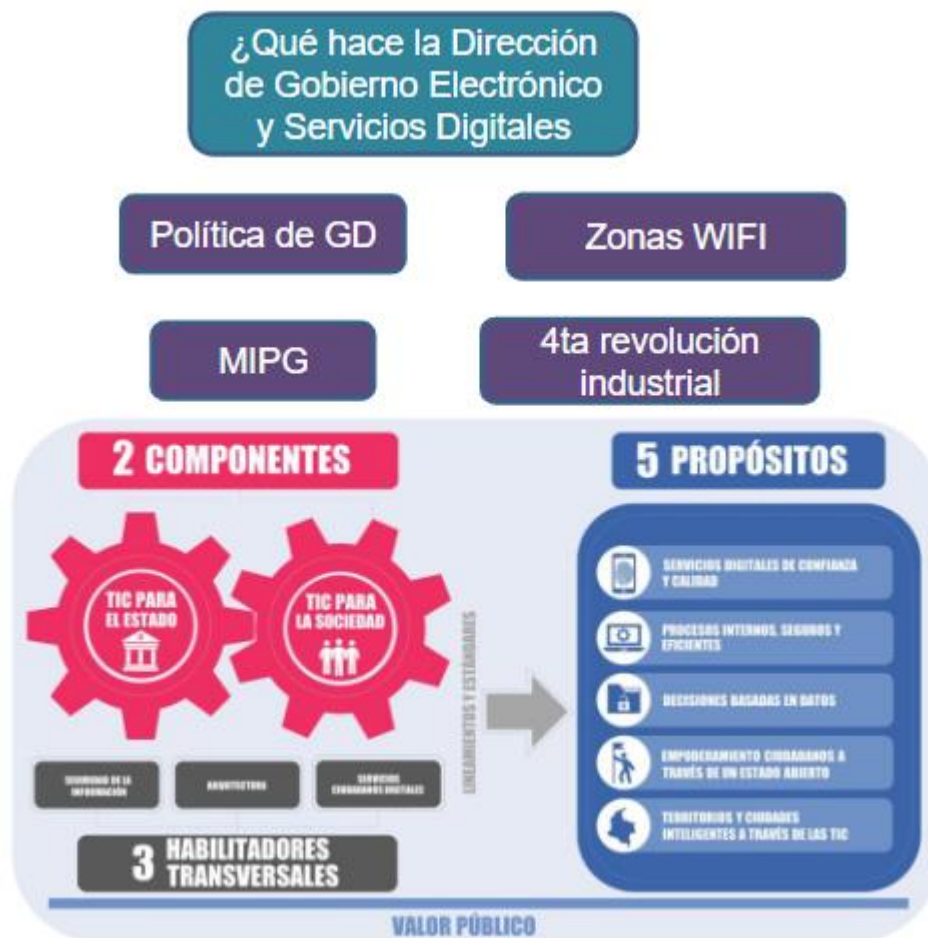 ¿Qué hace la Dirección
de Gobierno Electrónico
y Servicios Digitales
Política de GD
Zonas WIFI
MIPG
4ta revolución
industrial
2 COMPONENTES
5 PROPÓSITOS
TIC PARA
EL ESTADO
TIC PARA
LA SOCIEDAD
LINEAMIENTOS Y ESTÁNDARES
SERVICIOS DIGITALES DE CONFIANZA
Y CALIDAD
PROCESOS INTERNOS, SEGUROS Y
EFICIENTES
DECISIONES BASADAS EN DATOS
EMPODERAMIENTO CIUDADANOS A
TRAVÉS DE UN ESTADO ABIERTO
TERRITORIOS Y CIUDADES
INTELIGENTES A TRAVÉS DE LAS TIC
SEGURIDAD DE LA
INFORMACIÓN
ARQUITECTURA
SERVICIOS
CIUDADANOS DIGITALES
3 HABILITADORES
TRANSVERSALES
VALOR PÚBLICO